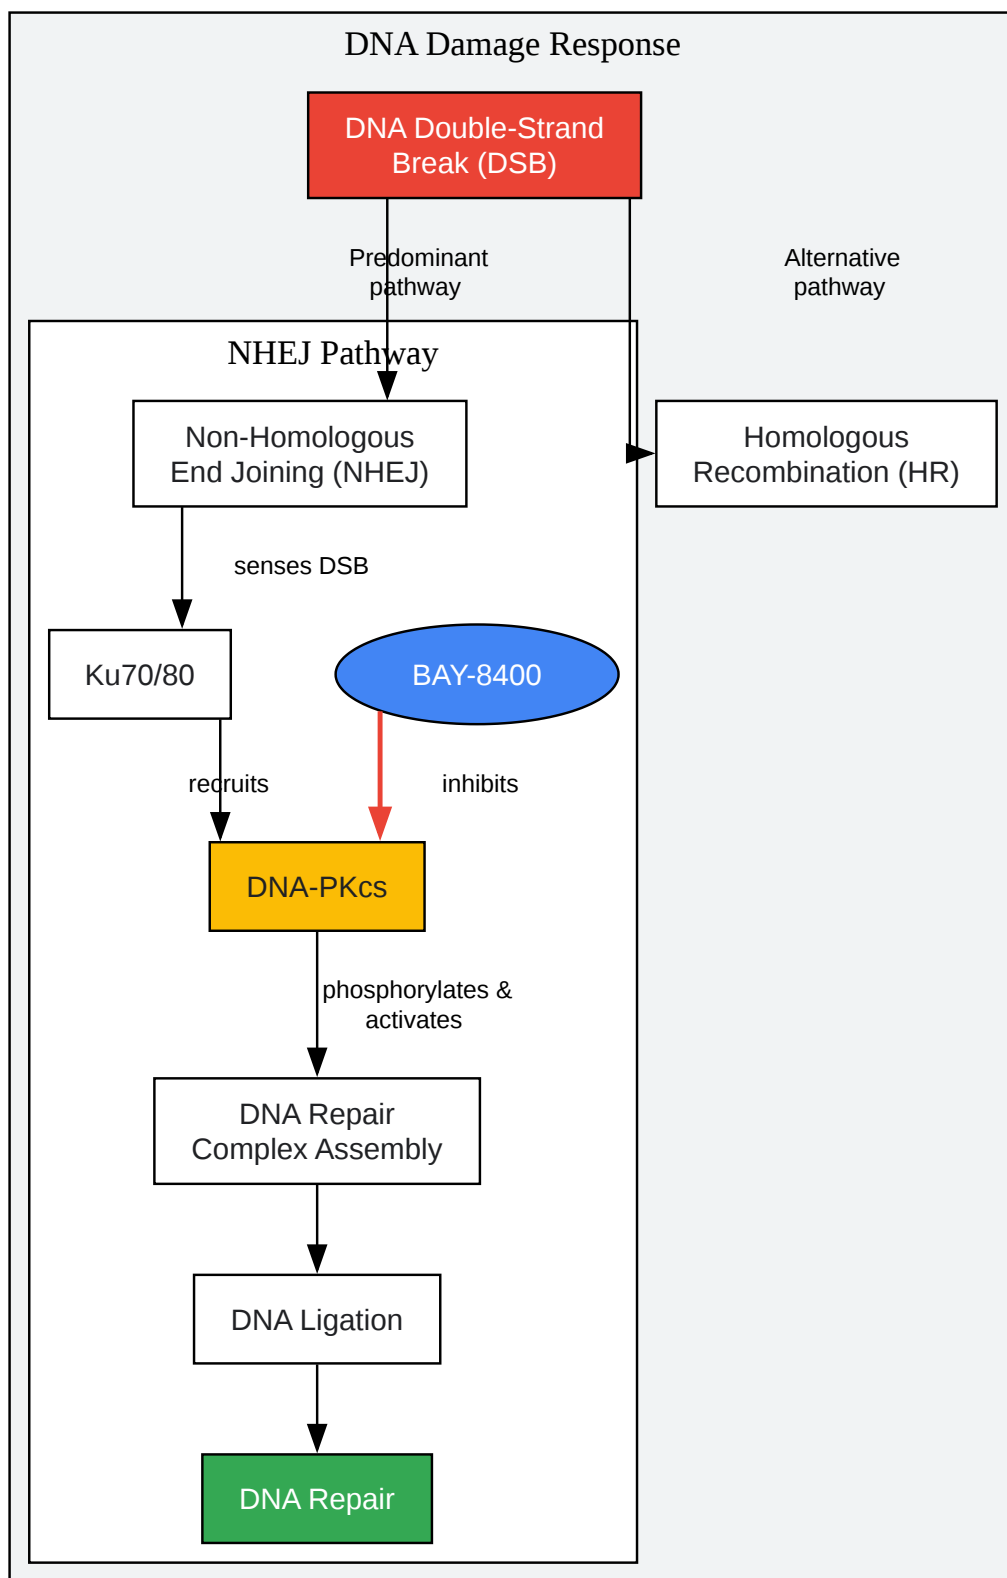 DNA Damage Response
DNA Double-Strand
Break (DSB)
Predominant
pathway
Alternative
pathway
NHEJ Pathway
Non-Homologous
End Joining (NHEJ)
Homologous
Recombination (HR)
senses DSB
Ku70/80
BAY-8400
recruits
inhibits
DNA-PKcs
phosphorylates &
activates
DNA Repair
Complex Assembly
DNA Ligation
DNA Repair